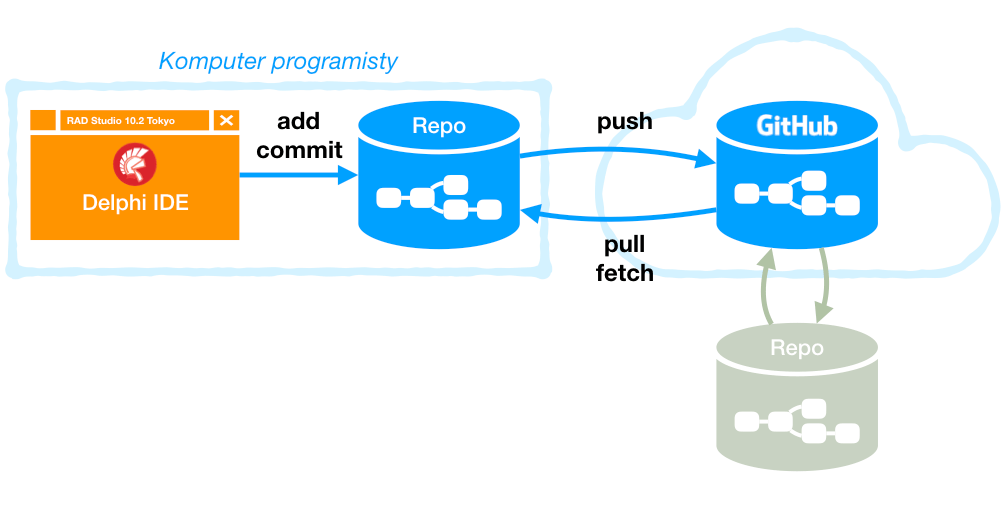 Komputer programisty
RAD Studio 10.2 Tokyo
Delphi IDE
add
commit
Repo
push
pull
fetch
GitHub
Repo